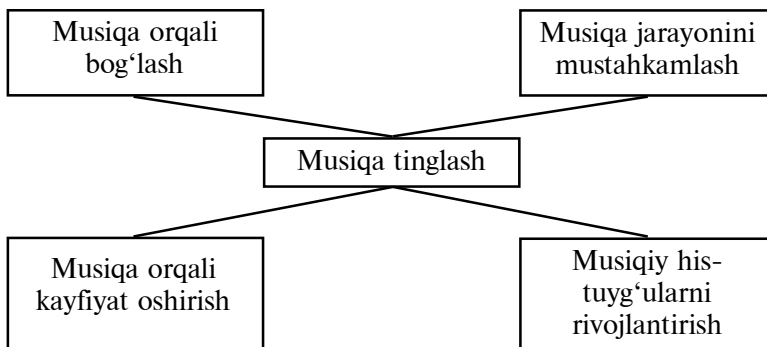 Musiqa orqali
bog‘lash
Musiqa jarayonini
mustahkamlash
Musiqa tinglash
Musiqa orqali
kayfiyat oshirish
Musiqiy his-
tuyg‘ularni
rivojlantirish